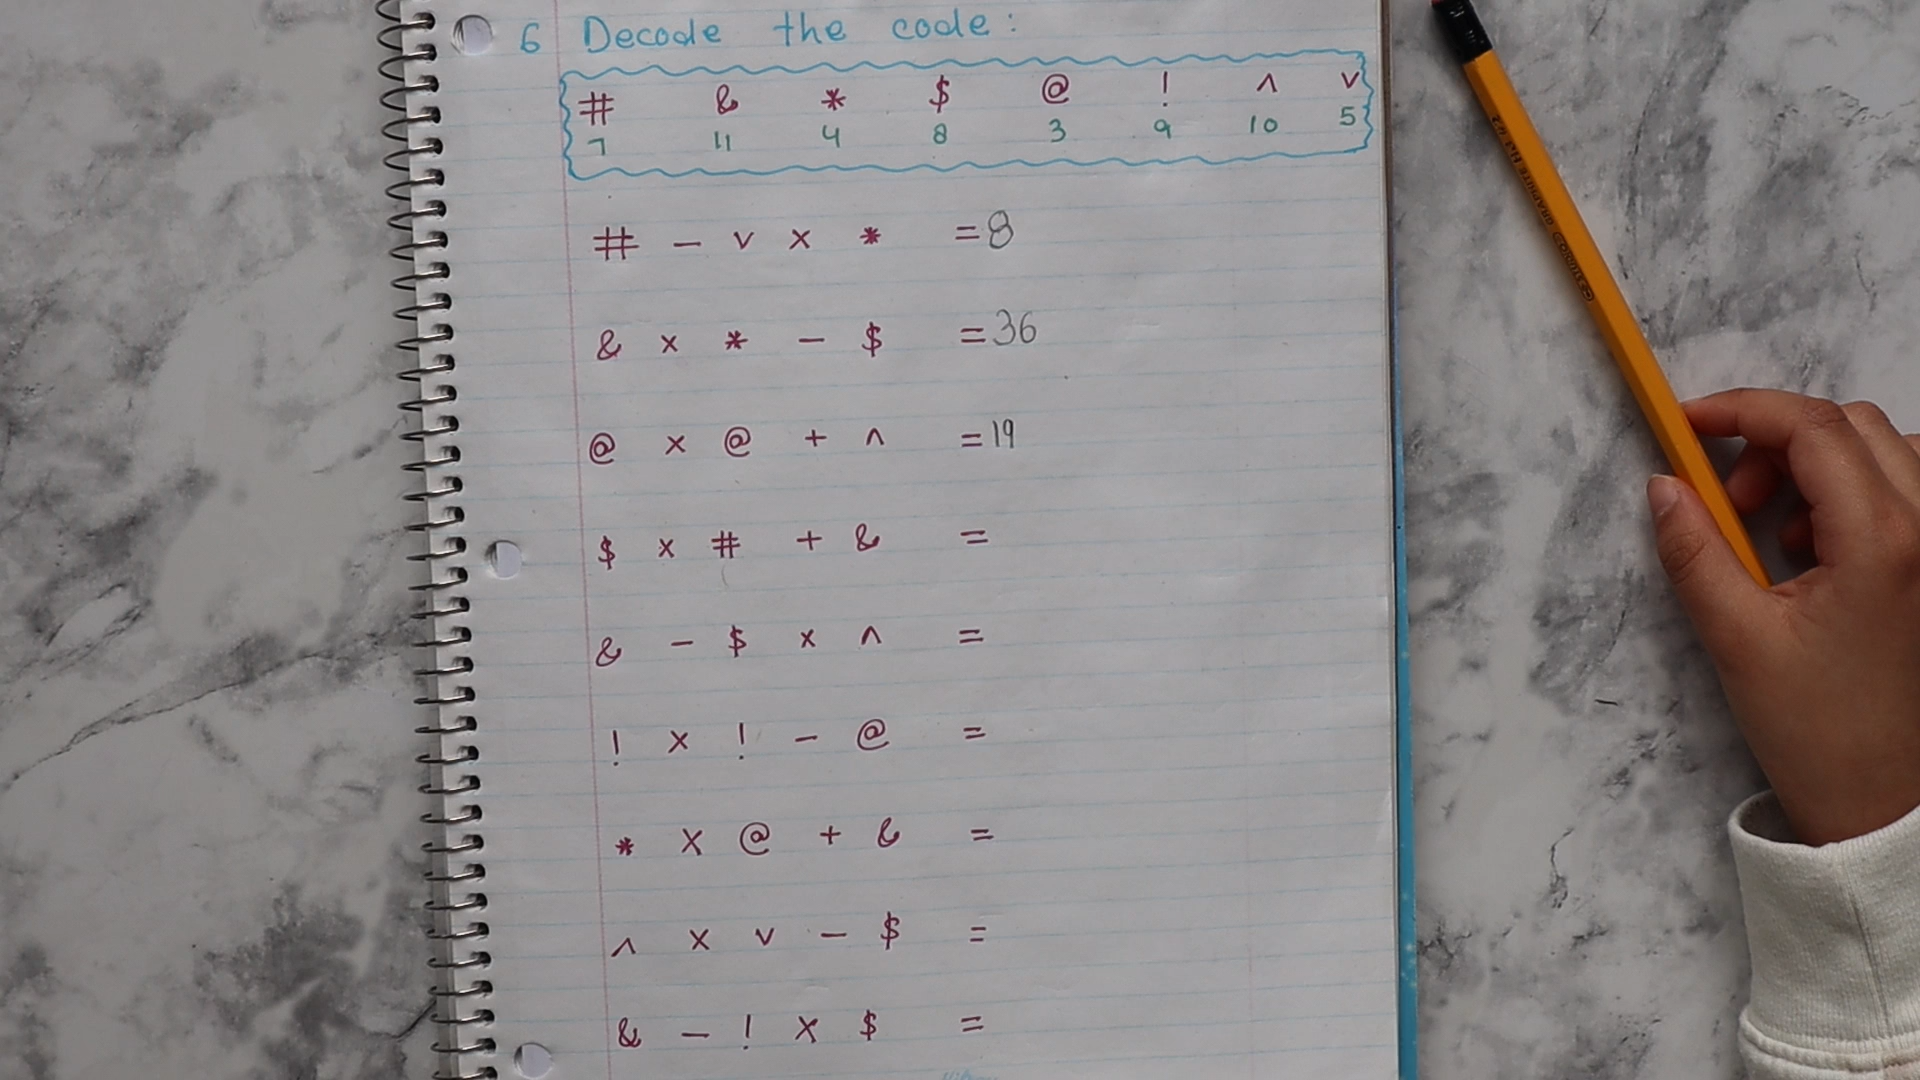 6 Decode the code:
# & * $ @ ! ^ v
7 11 4 8 3 9 10 5
# - v x * = 8
& x * - $ = 36
@ x @ + ^ = 19
$ x # + & =
& - $ x ^ =
! x ! - @ =
* x @ + & =
^ x v - $ =
& - ! x $ =